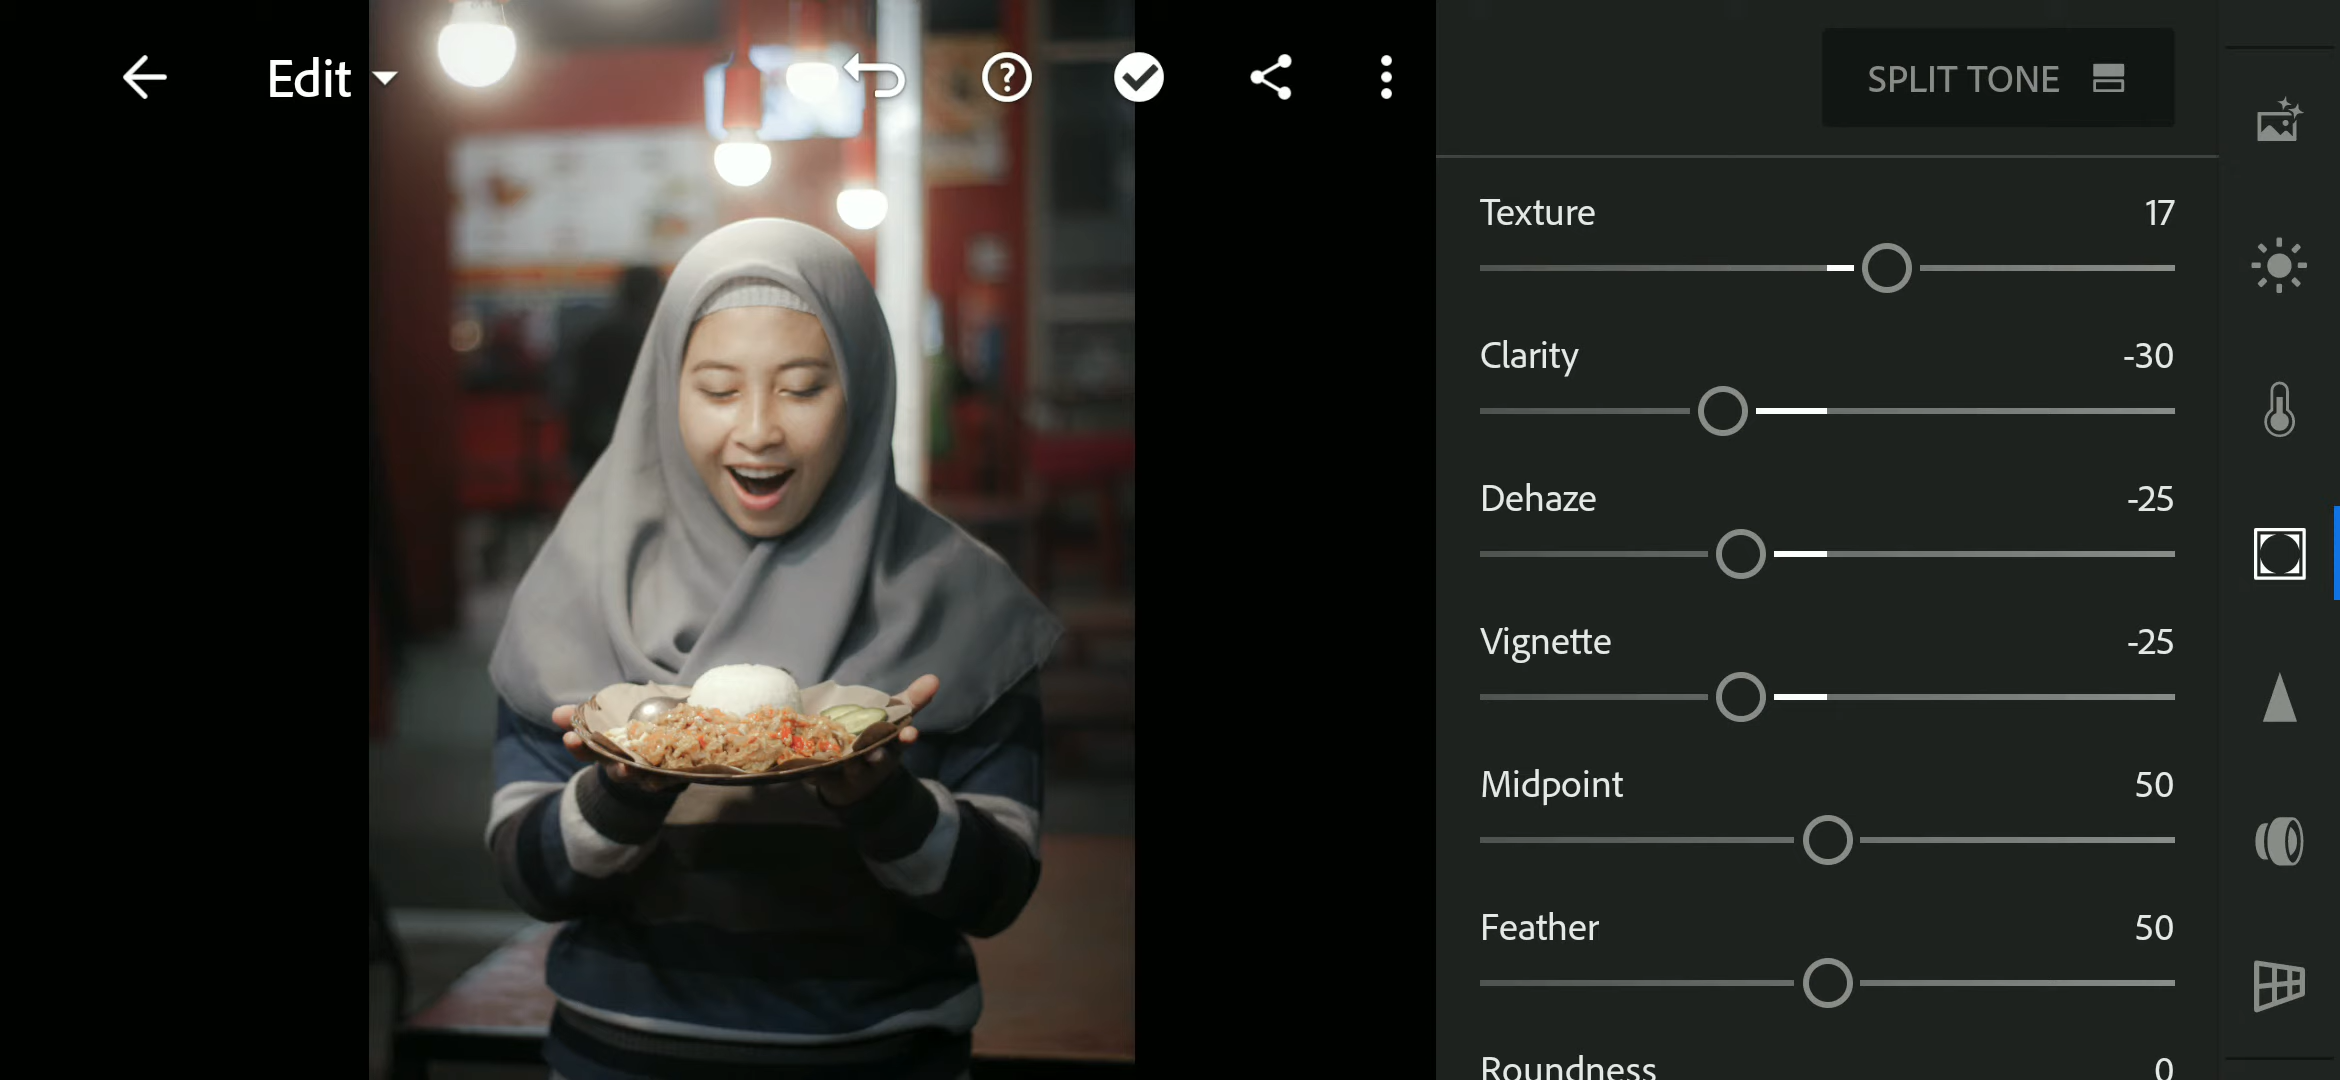 Edit
SPLIT TONE
Texture 17
Clarity -30
Dehaze -25
Vignette -25
Midpoint 50
Feather 50
Roundness 0